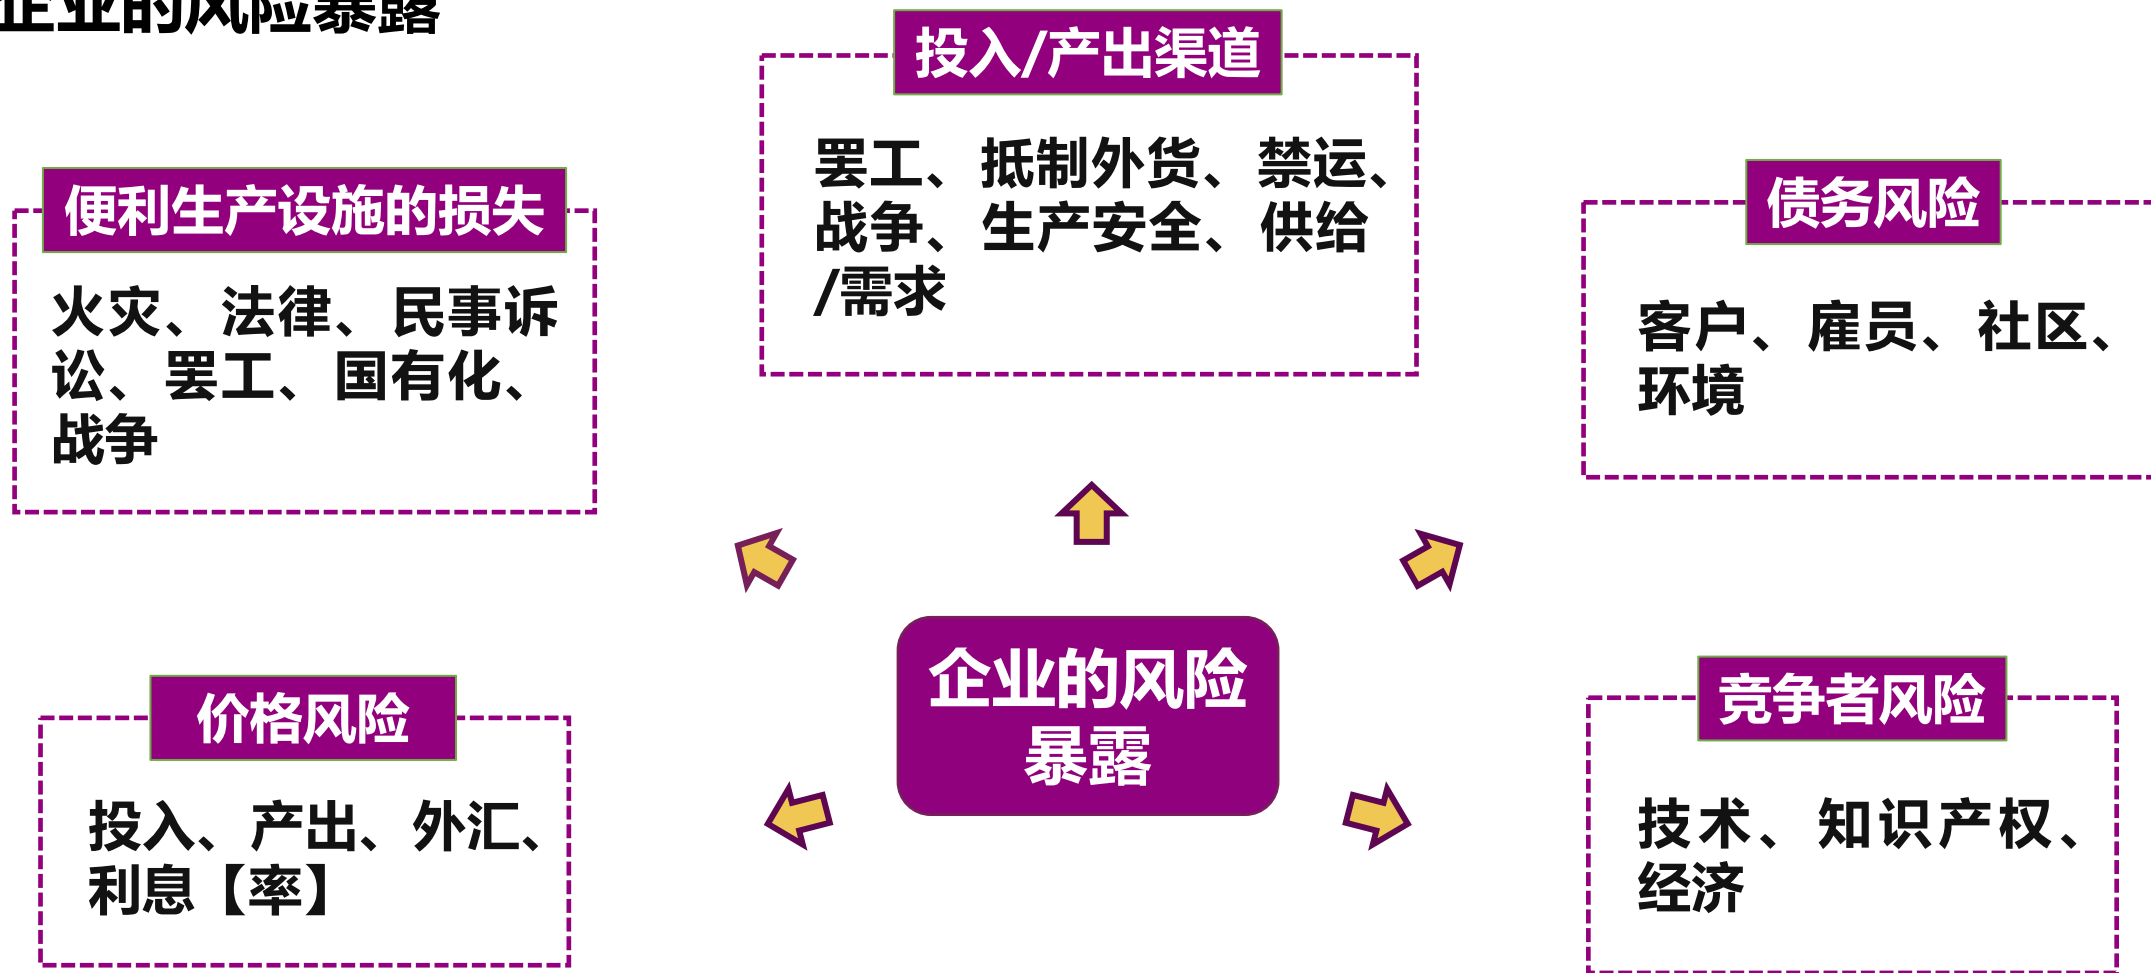 企业的风险暴露
投入/产出渠道
罢工、抵制外货、禁运、
战争、生产安全、供给
/需求
便利生产设施的损失
火灾、法律、民事诉
讼、罢工、国有化、
战争
债务风险
客户、雇员、社区、
环境
企业的风险
暴露
价格风险
投入、产出、外汇、
利息【率】
竞争者风险
技术、知识产权、
经济